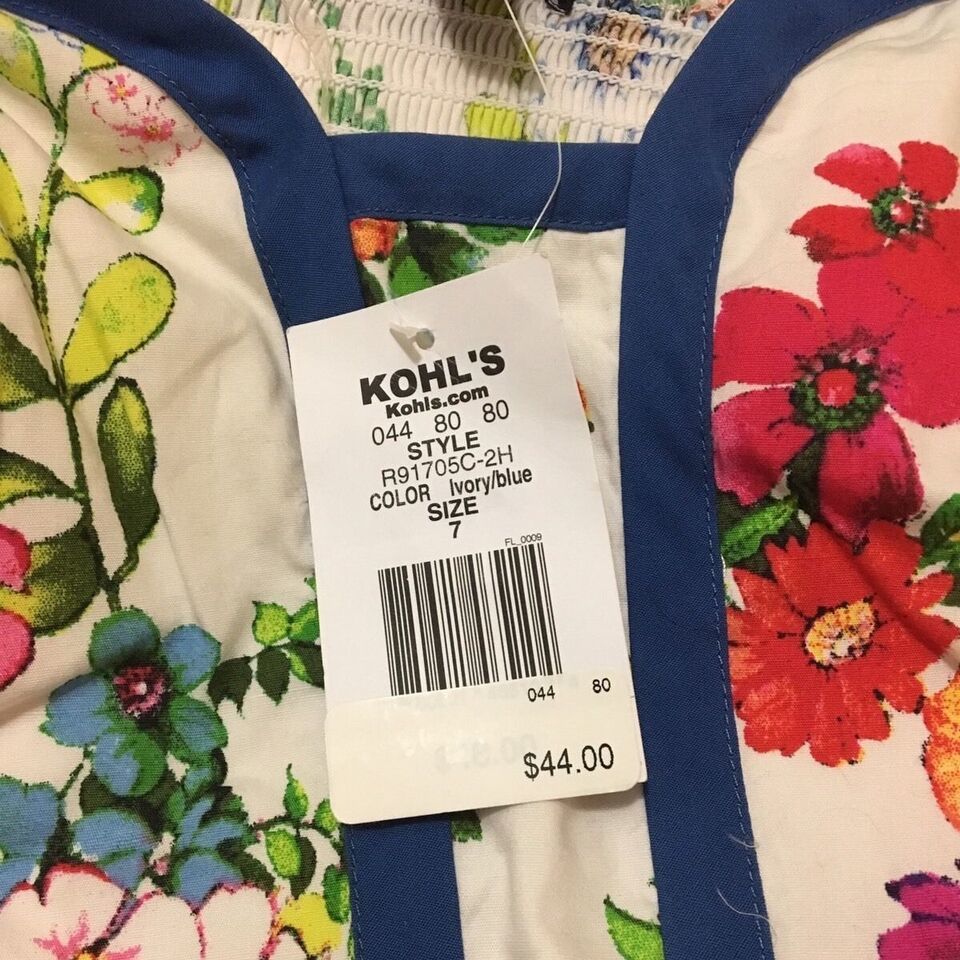 KOHL'S
Kohls.com
044 80 80
STYLE
R91705C-2H
COLOR Ivory/blue
SIZE
7
FL_0009
044 80
$44.00